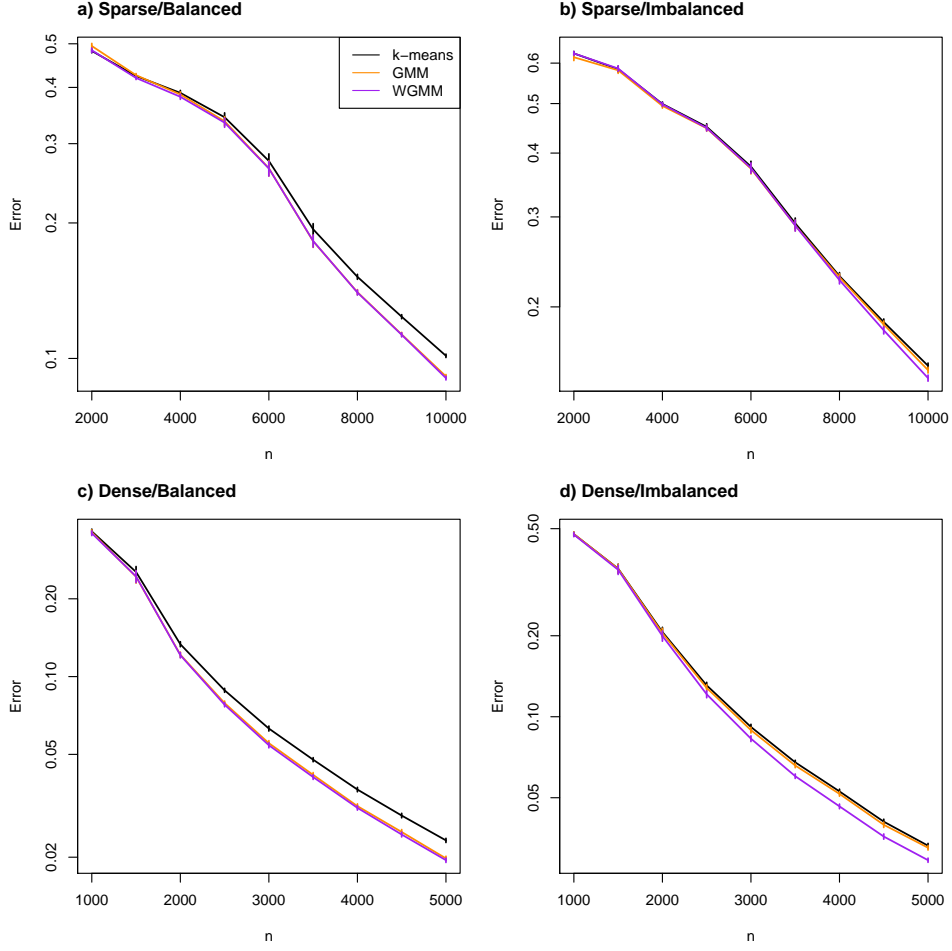 a) Sparse/Balanced
k−means
GMM
WGMM
Error
0.5
0.4
0.3
0.2
0.1
2000 4000 6000 8000 10000
n
b) Sparse/Imbalanced
Error
0.6
0.5
0.4
0.3
0.2
2000 4000 6000 8000 10000
n
c) Dense/Balanced
Error
0.20
0.10
0.05
0.02
1000 2000 3000 4000 5000
n
d) Dense/Imbalanced
Error
0.50
0.20
0.10
0.05
1000 2000 3000 4000 5000
n